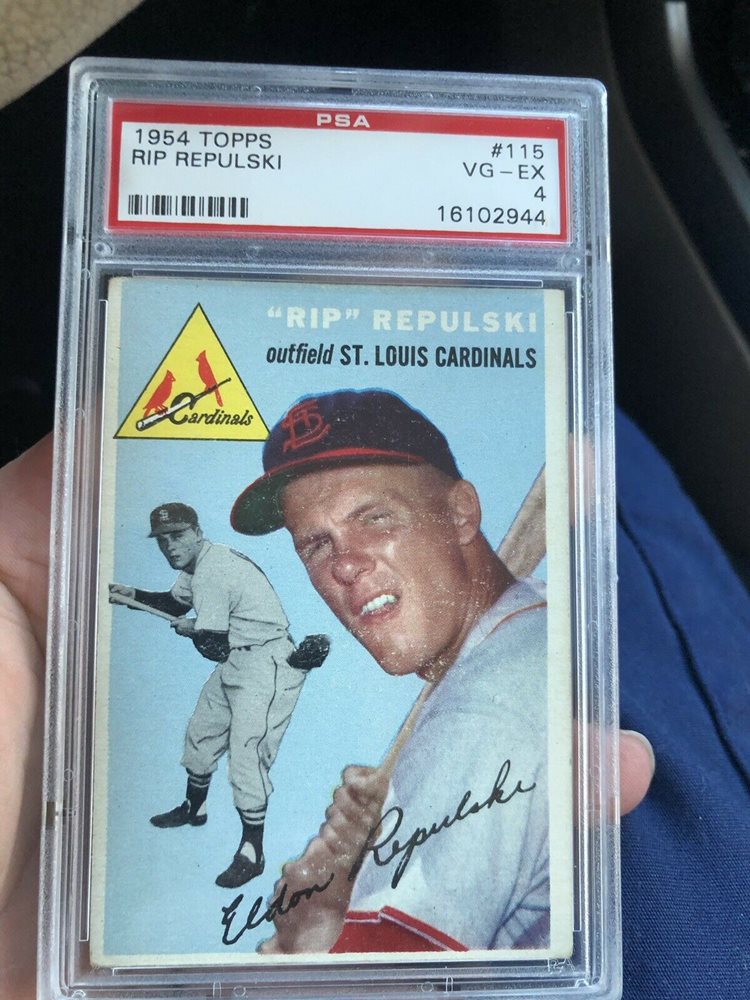 PSA
1954 TOPPS #115
RIP REPULSKI VG-EX
4
16102944
"RIP" REPULSKI
outfield ST. LOUIS CARDINALS
Cardinals
STL
Eldon Repulski